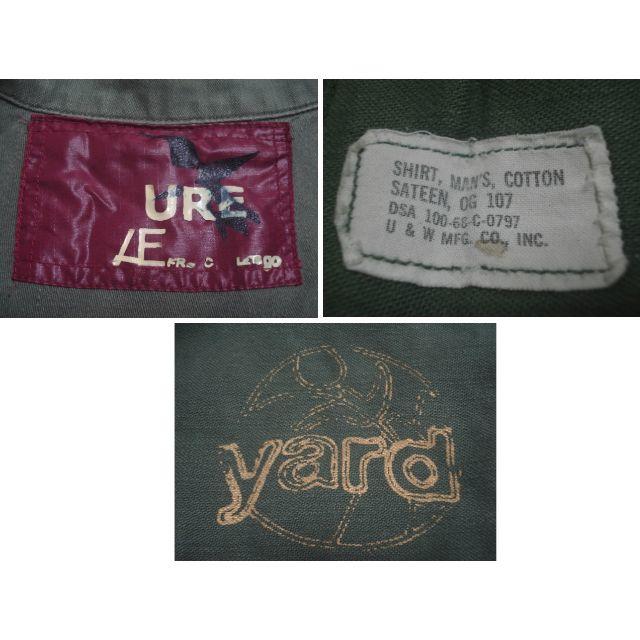 URE
LE
SHIRT, MAN'S, COTTON
SATEEN, OG 107
DSA 100-68-C-0797
U & W MFG. CO., INC.
yard